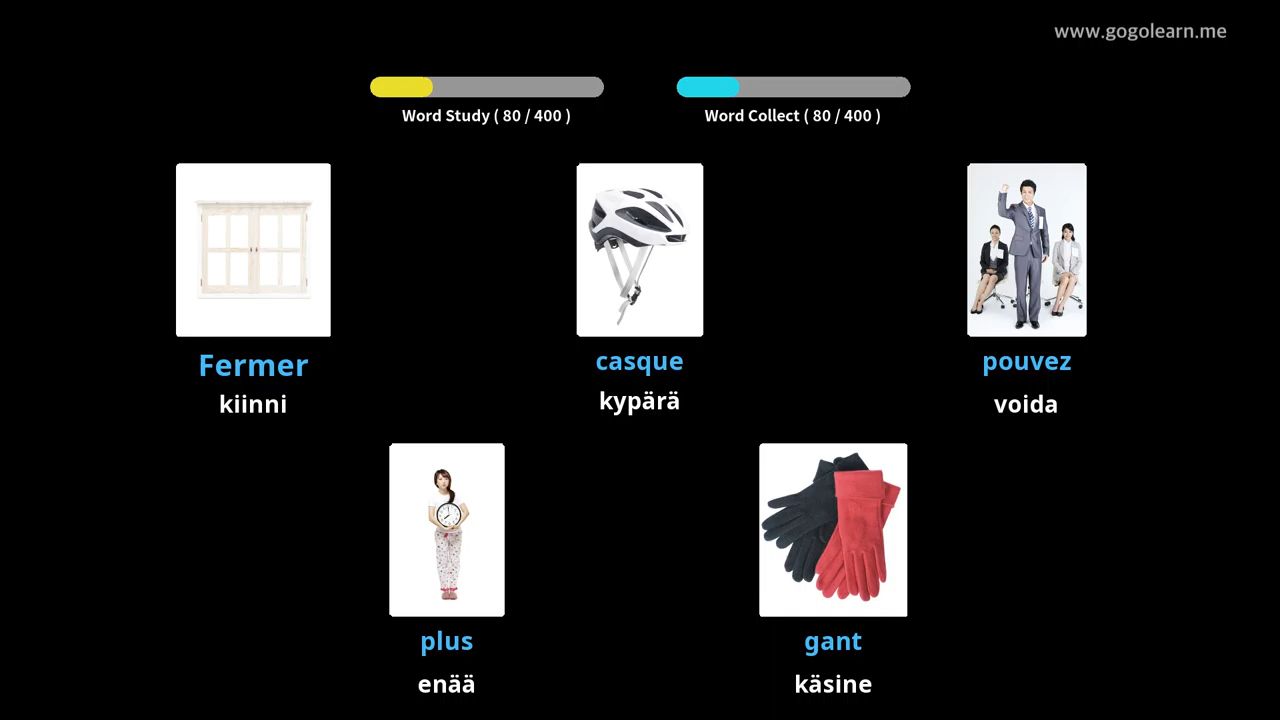 www.gogolearn.me
Word Study ( 80 / 400 )
Word Collect ( 80 / 400 )
Fermer
kiinni
casque
kypärä
pouvez
voida
plus
enää
gant
käsine